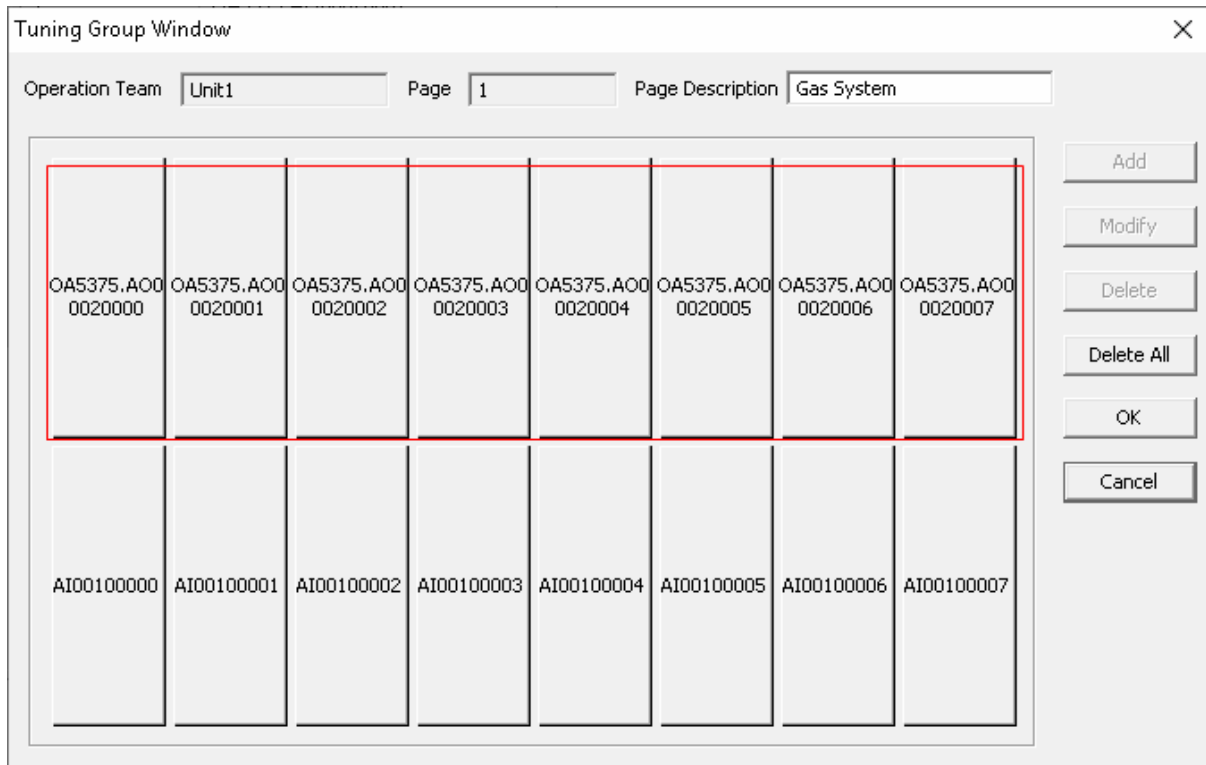 Tuning Group Window
Operation Team Unit1 Page 1 Page Description Gas System
Add
Modify
Delete
Delete All
OK
Cancel
OA5375.AO0 OA5375.AO0 OA5375.AO0 OA5375.AO0 OA5375.AO0 OA5375.AO0 OA5375.AO0 OA5375.AO0
0020000 0020001 0020002 0020003 0020004 0020005 0020006 0020007
AI00100000 AI00100001 AI00100002 AI00100003 AI00100004 AI00100005 AI00100006 AI00100007